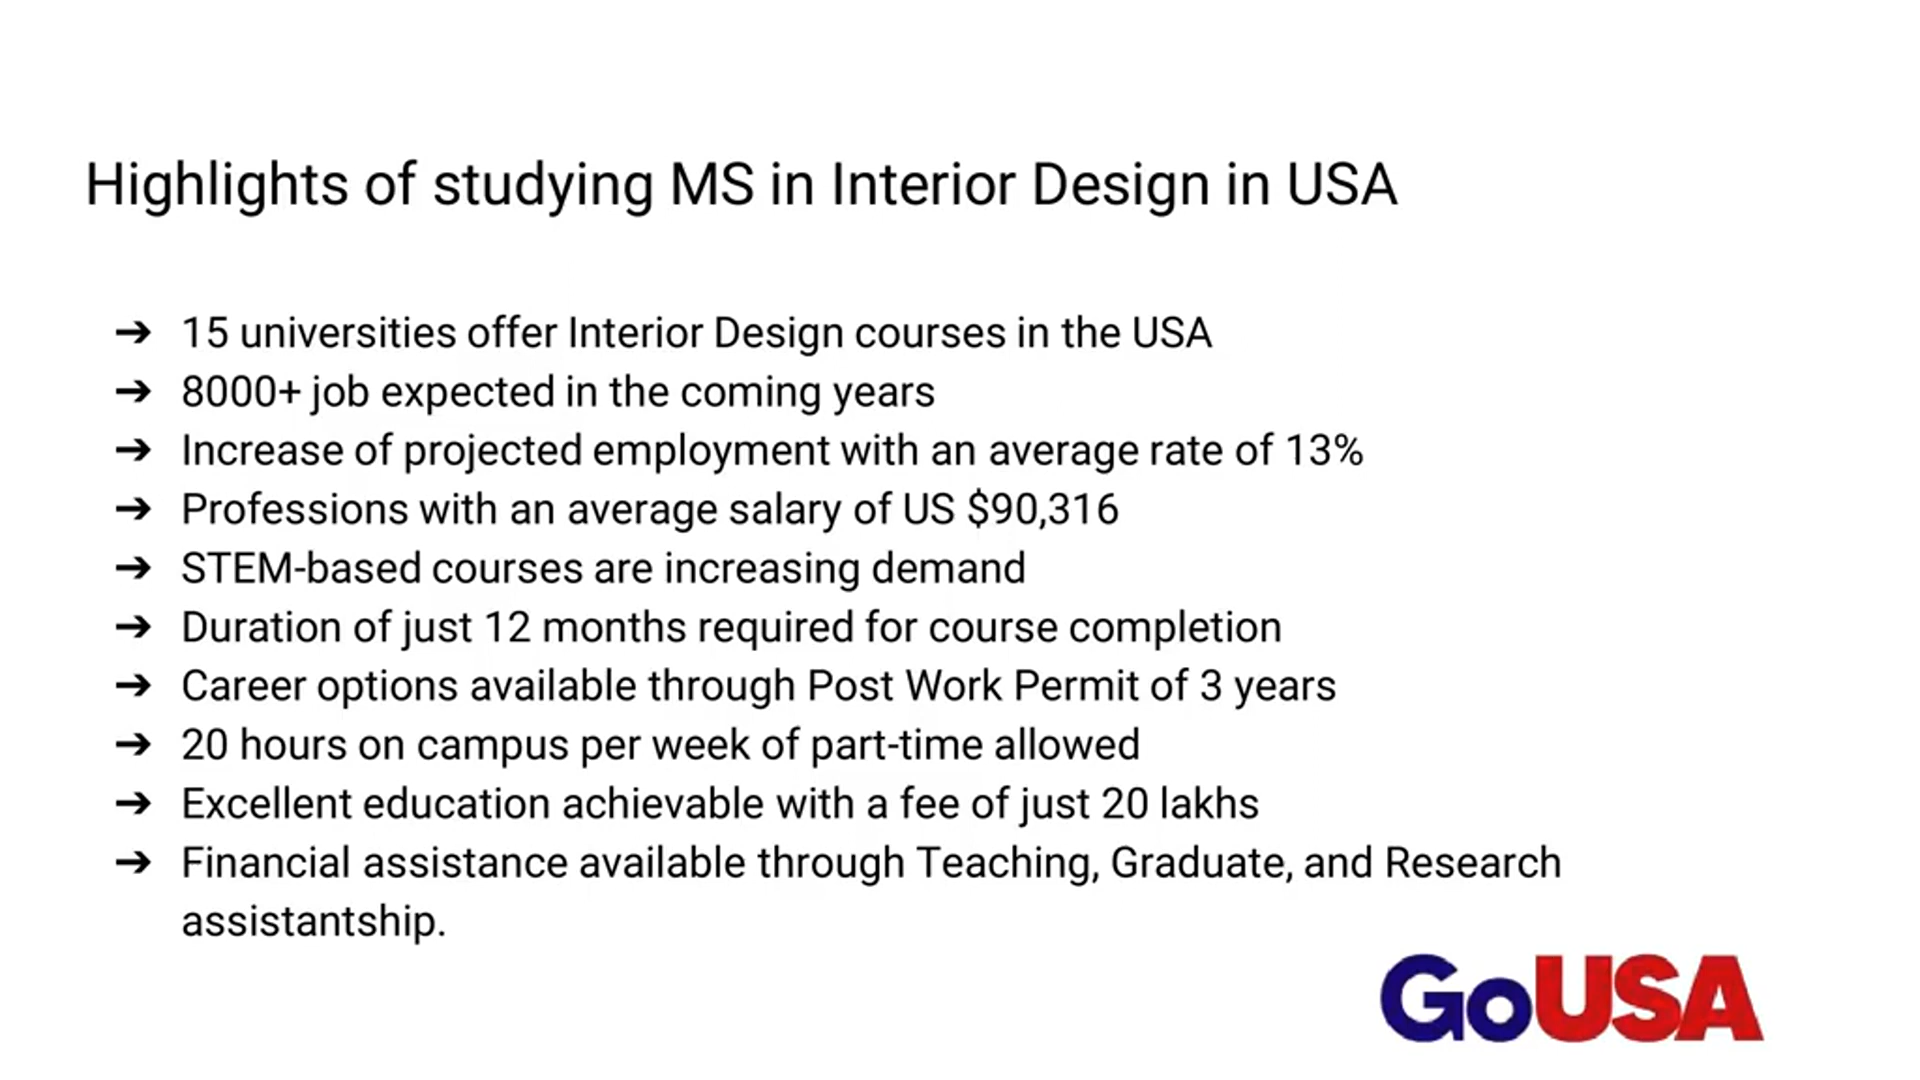 Highlights of studying MS in Interior Design in USA
➔ 15 universities offer Interior Design courses in the USA
➔ 8000+ job expected in the coming years
➔ Increase of projected employment with an average rate of 13%
➔ Professions with an average salary of US $90,316
➔ STEM-based courses are increasing demand
➔ Duration of just 12 months required for course completion
➔ Career options available through Post Work Permit of 3 years
➔ 20 hours on campus per week of part-time allowed
➔ Excellent education achievable with a fee of just 20 lakhs
➔ Financial assistance available through Teaching, Graduate, and Research
assistantship.
GoUSA